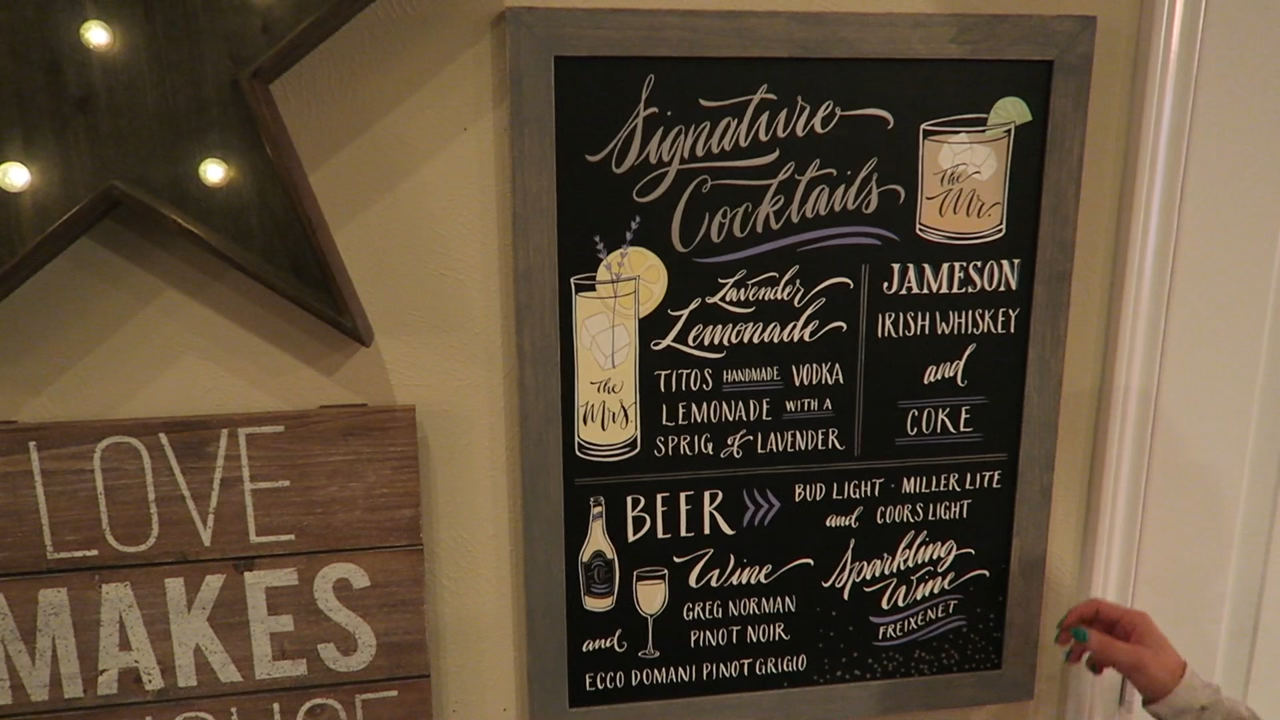 Signature
Cocktails
The
Mr.
The
Mrs.
Lavender
Lemonade
TITOS HANDMADE VODKA
LEMONADE WITH A
SPRIG of LAVENDER
JAMESON
IRISH WHISKEY
and
COKE
BEER
BUD LIGHT · MILLER LITE
and COORS LIGHT
Wine
GREG NORMAN
PINOT NOIR
and
ECCO DOMANI PINOT GRIGIO
Sparkling
Wine
FREIXENET
LOVE
MAKES